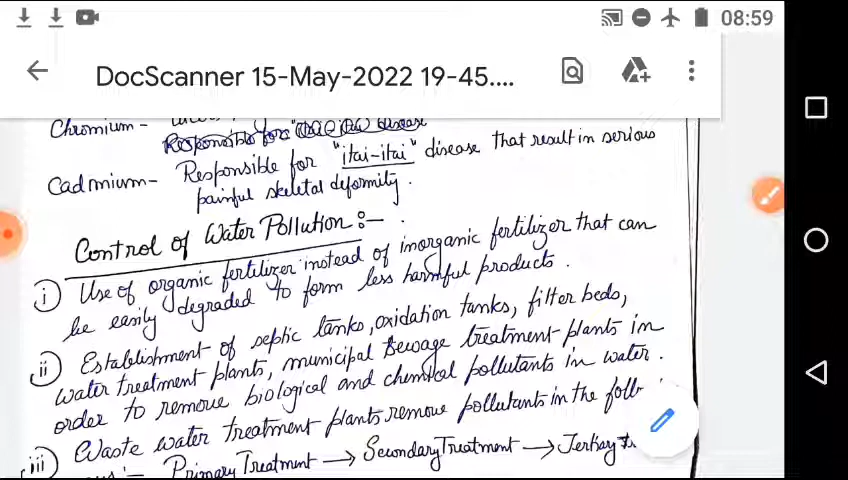 08:59
DocScanner 15-May-2022 19-45....
Chromium -
Responsible for disease
Cadmium - Responsible for "itai-itai" disease that result in serious
painful skeletal deformity.
Control of Water Pollution :-
i) Use of organic fertilizer instead of inorganic fertilizer that can
be easily degraded to form less harmful products.
ii) Establishment of septic tanks, oxidation tanks, filter beds,
water treatment plants, municipal sewage treatment plants in
order to remove biological and chemical pollutants in water.
iii) Waste water treatment plants remove pollutants in the foll
Primary Treatment → Secondary Treatment → Tertiary